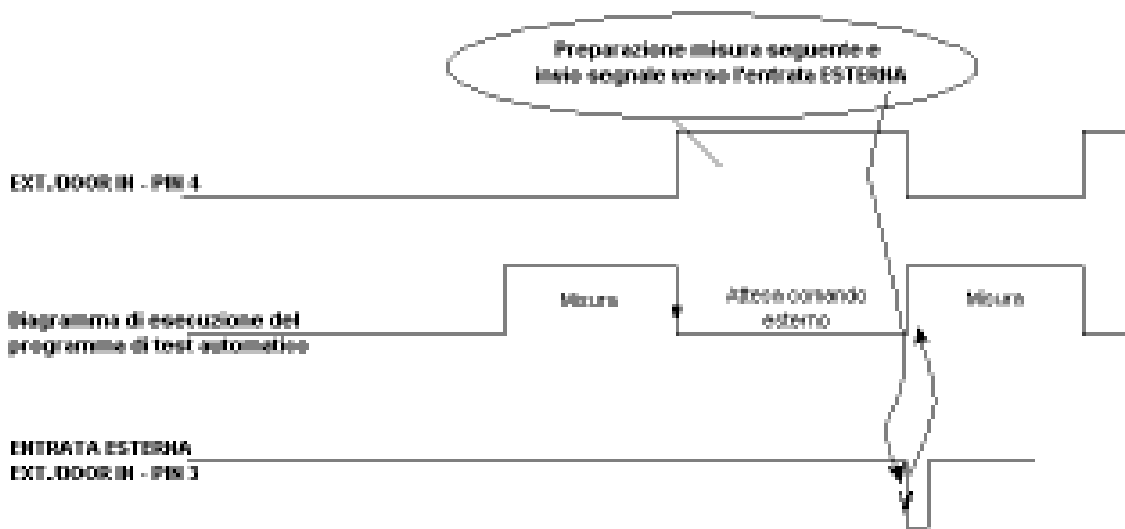 Preparazione misura seguente e
invio segnale verso l'entrata ESTERNA
EXT./DOOR IN - PIN 4
Misura
Attesa comando
esterno
Misura
Diagramma di esecuzione del
programma di test automatico
ENTRATA ESTERNA
EXT./DOOR IN - PIN 3